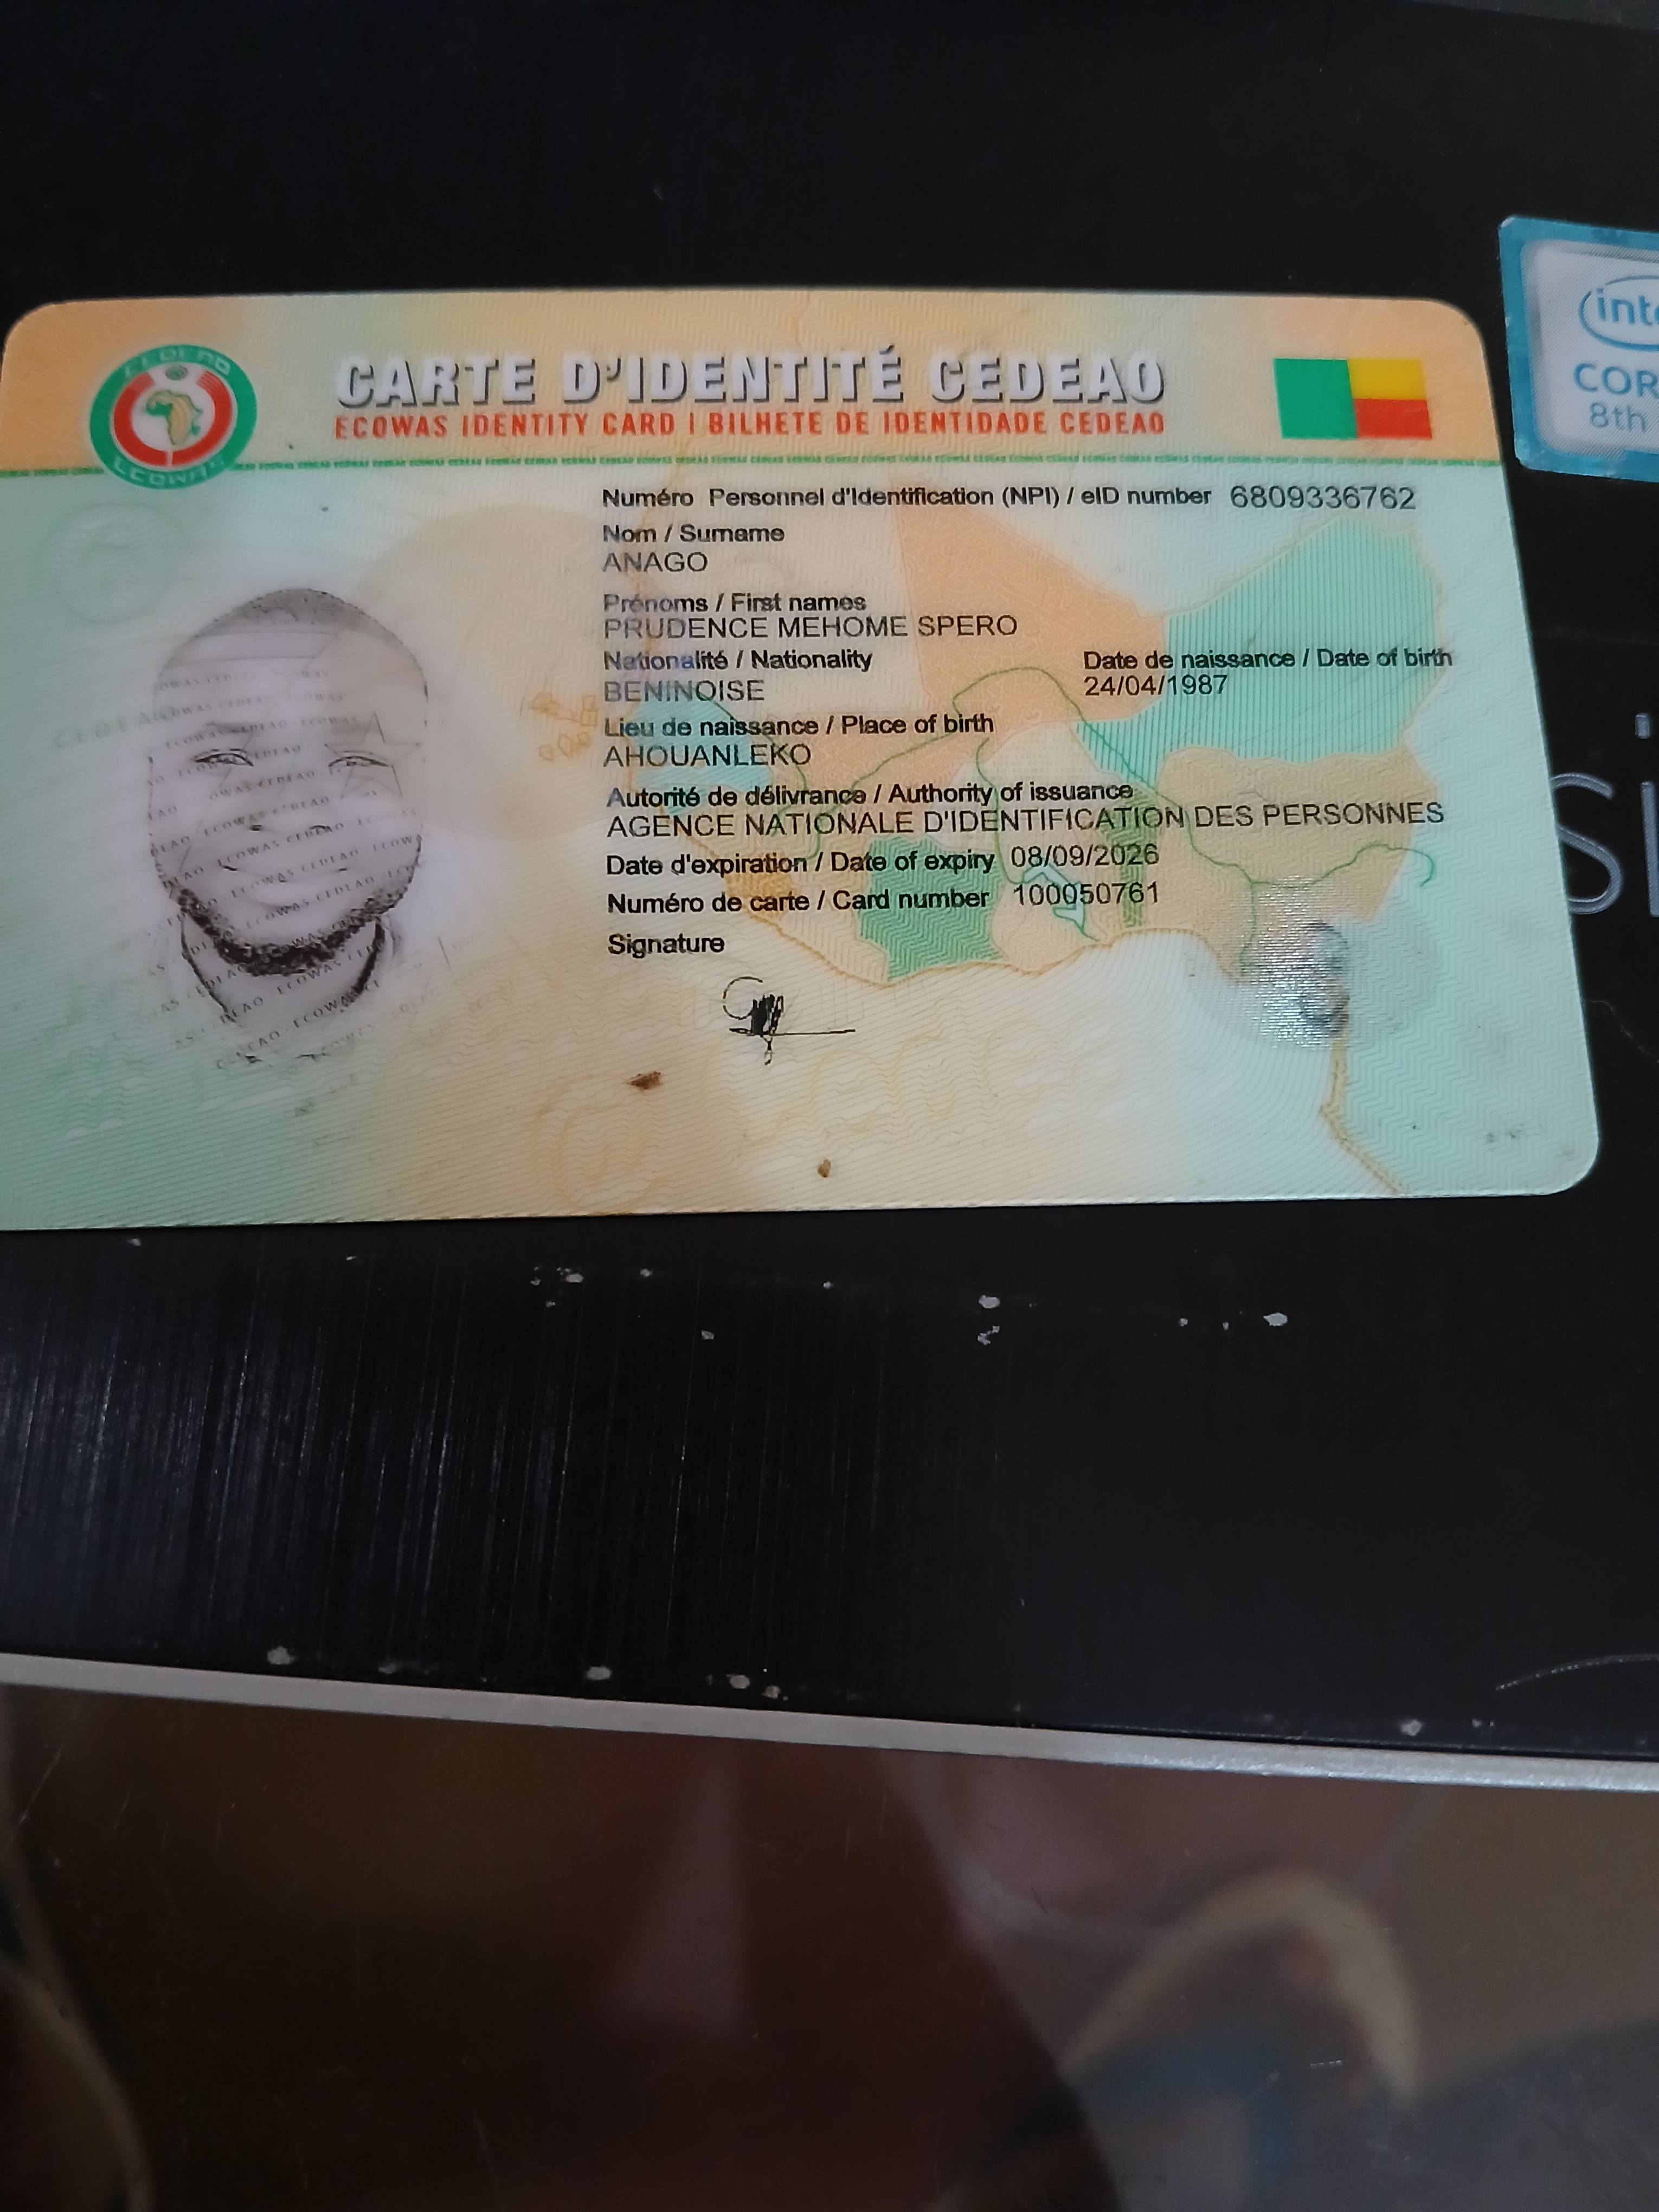 CEDEAO
ECOWAS
CARTE D'IDENTITÉ CEDEAO
ECOWAS IDENTITY CARD | BILHETE DE IDENTIDADE CEDEAO
Numéro Personnel d'Identification (NPI) / eID number 6809336762
Nom / Surname
ANAGO
Prénoms / First names
PRUDENCE MEHOME SPERO
Nationalité / Nationality
BENINOISE
Date de naissance / Date of birth
24/04/1987
Lieu de naissance / Place of birth
AHOUANLEKO
Autorité de délivrance / Authority of issuance
AGENCE NATIONALE D'IDENTIFICATION DES PERSONNES
Date d'expiration / Date of expiry 08/09/2026
Numéro de carte / Card number 100050761
Signature
8th